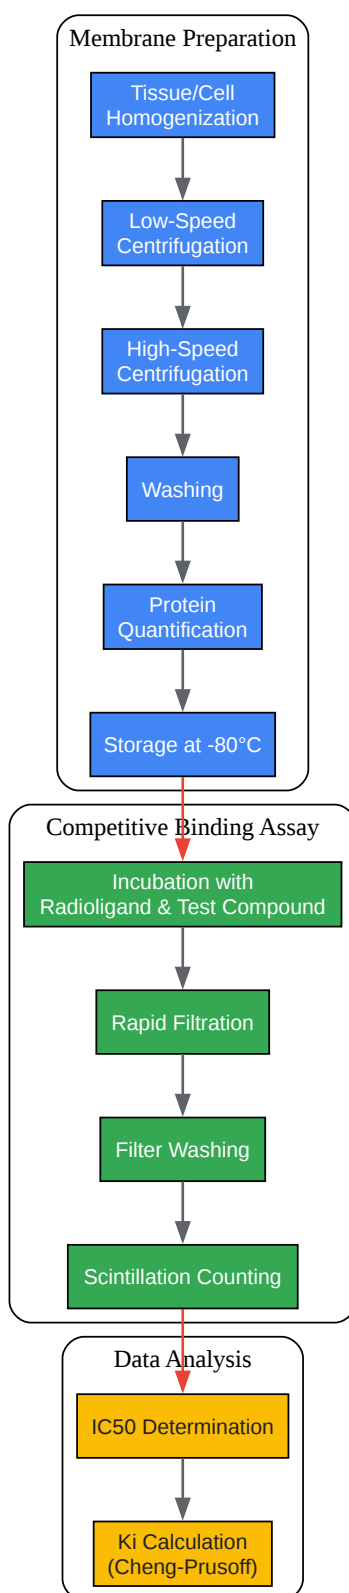 Membrane Preparation
Tissue/Cell
Homogenization
Low-Speed
Centrifugation
High-Speed
Centrifugation
Washing
Protein
Quantification
Storage at -80°C
Competitive Binding Assay
Incubation with
Radioligand & Test Compound
Rapid Filtration
Filter Washing
Scintillation Counting
Data Analysis
IC50 Determination
Ki Calculation
(Cheng-Prusoff)